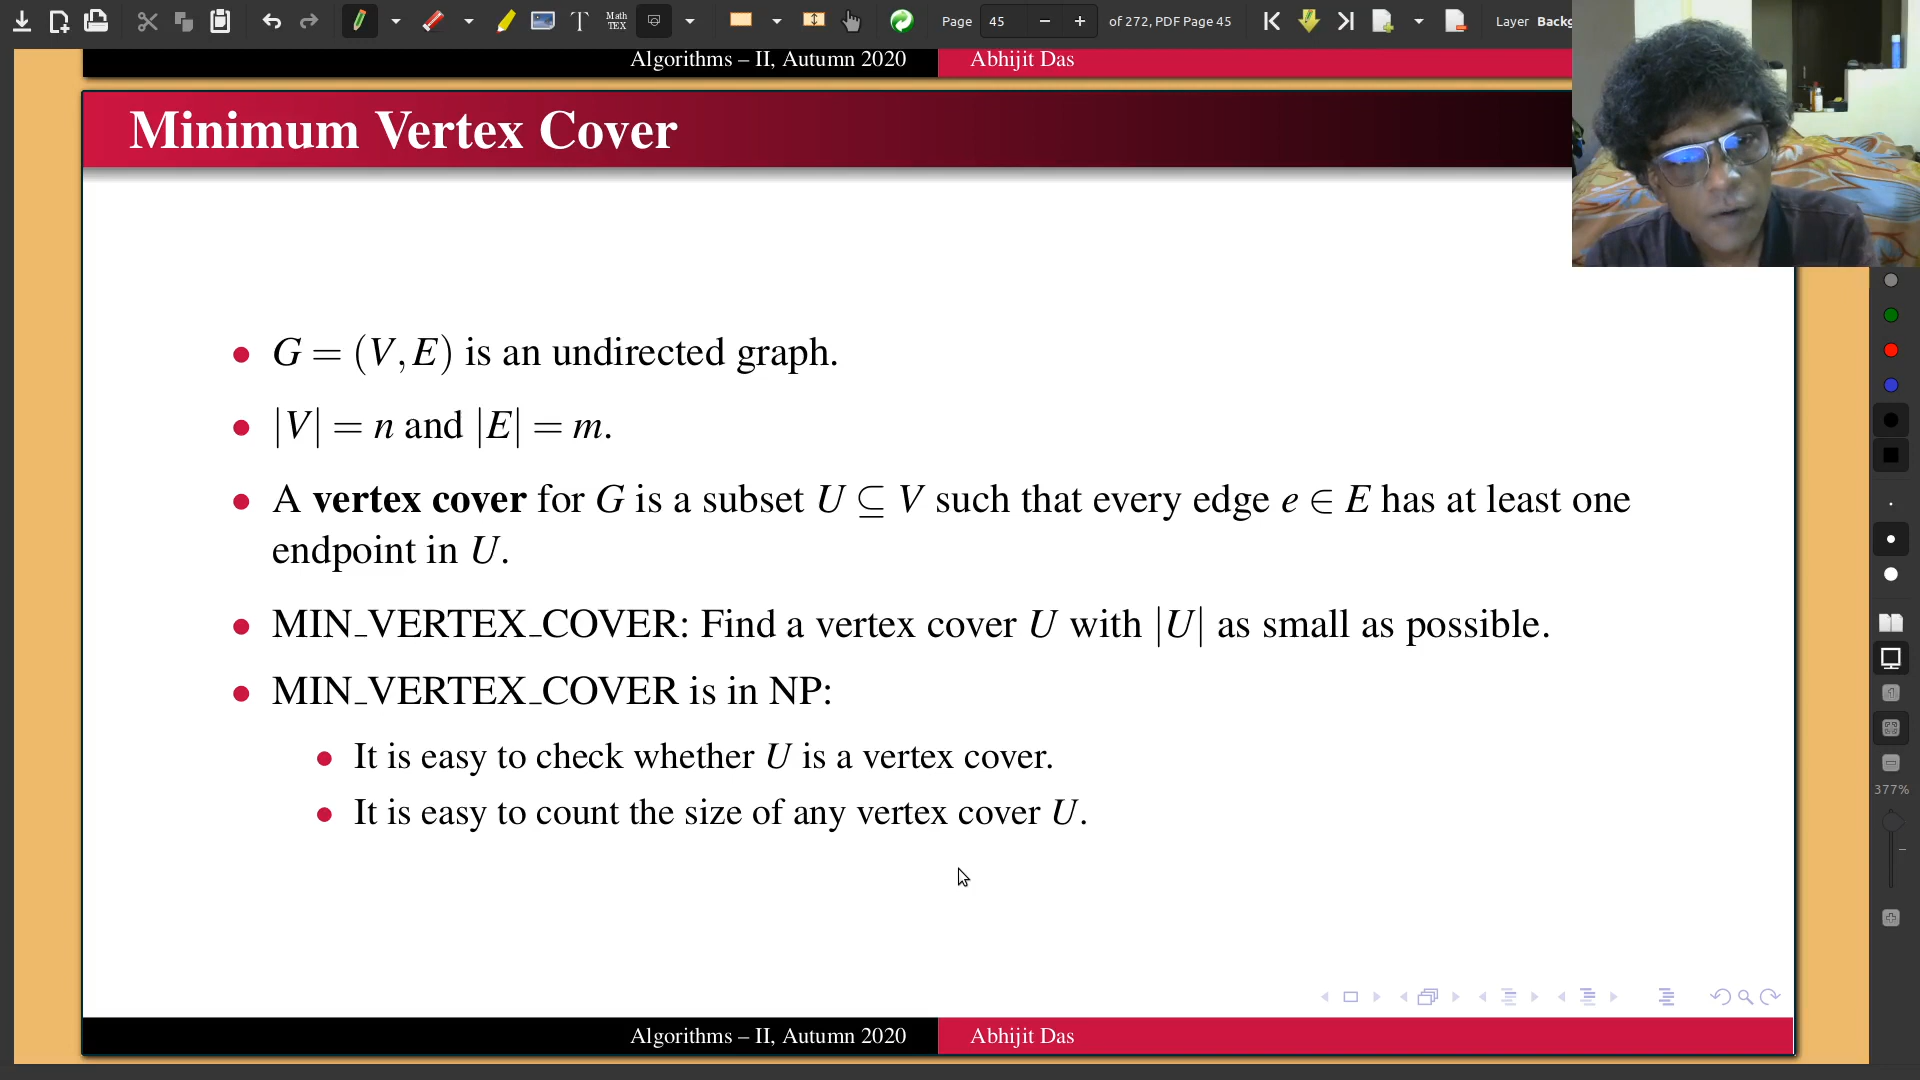 Math
TEX
Page 45 of 272, PDF Page 45
Layer
Algorithms – II, Autumn 2020 Abhijit Das
Minimum Vertex Cover
G = (V,E) is an undirected graph.
|V| = n and |E| = m.
A vertex cover for G is a subset U ⊆ V such that every edge e ∈ E has at least one
endpoint in U.
MIN_VERTEX_COVER: Find a vertex cover U with |U| as small as possible.
MIN_VERTEX_COVER is in NP:
It is easy to check whether U is a vertex cover.
It is easy to count the size of any vertex cover U.
377%
Algorithms – II, Autumn 2020 Abhijit Das